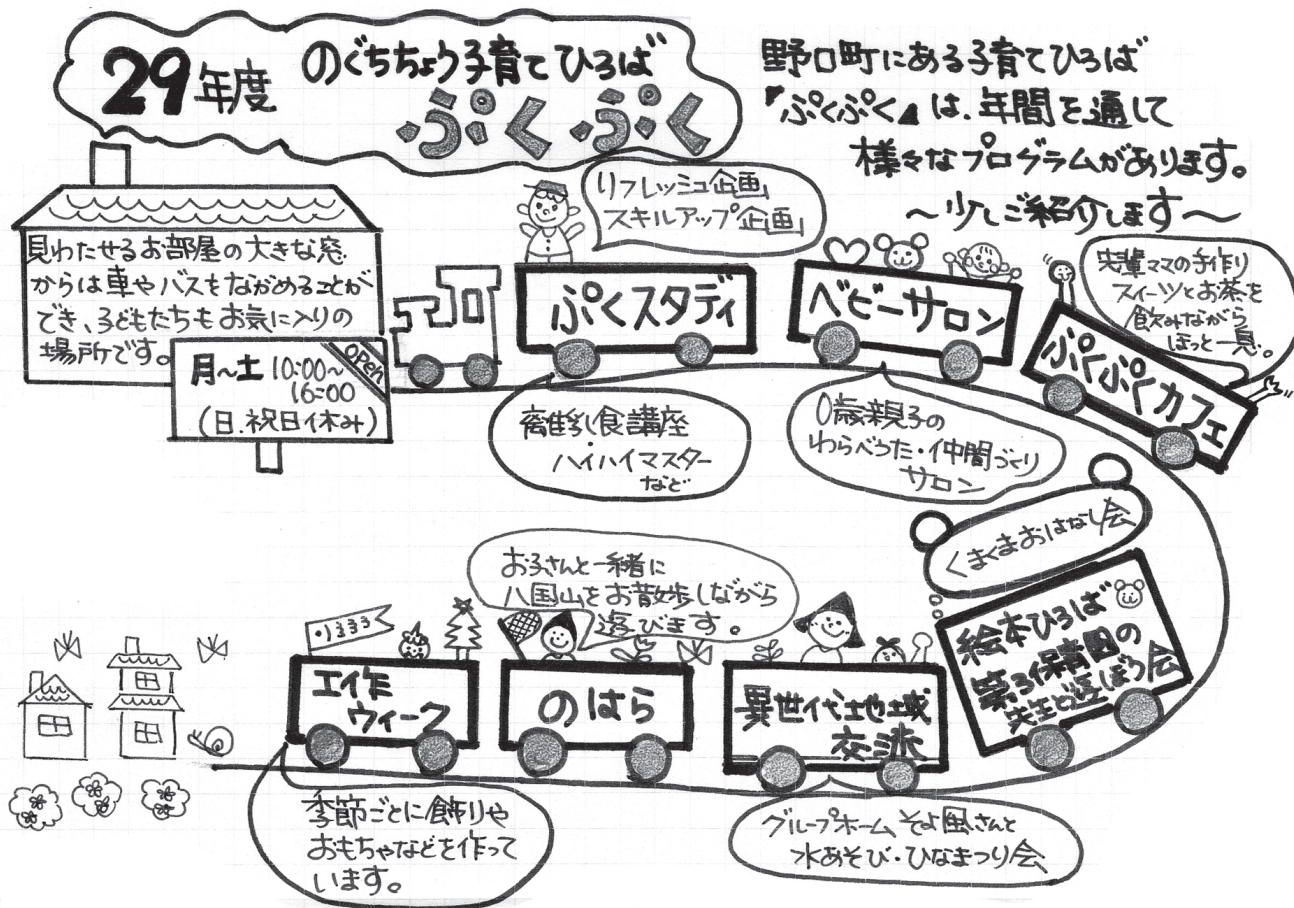 29年度
のぐちちょう子育てひろば
ぷくぷく
野口町にある子育てひろば
『ぷくぷく』は、年間を通して
様々なプログラムがあります。
〜少しご紹介します〜
見わたせるお部屋の大きな窓
からは車やバスをながめることが
でき、子どもたちもお気に入りの
場所です。
OPEN
月〜土 10:00〜
16:00
(日.祝日休み)
リフレッシュ企画
スキルアップ企画
ぷくスタディ
離乳食講座
・ハイハイマスター
など
ベビーサロン
0歳親子の
わらべうた・仲間づくり
サロン
先輩ママの手作り
スイーツとお茶を
飲みながら
ほっと一息。
ぷくぷくカフェ
くまくまおはなし会
絵本ひろば
第3保育園の
先生と遊ぼう会
異世代地域
交流
グループホームそよ風さんと
水あそび・ひなまつり会
お子さんと一緒に
八国山をお散歩しながら
遊びます。
のはら
工作
ウィーク
季節ごとに飾りや
おもちゃなどを作って
います。